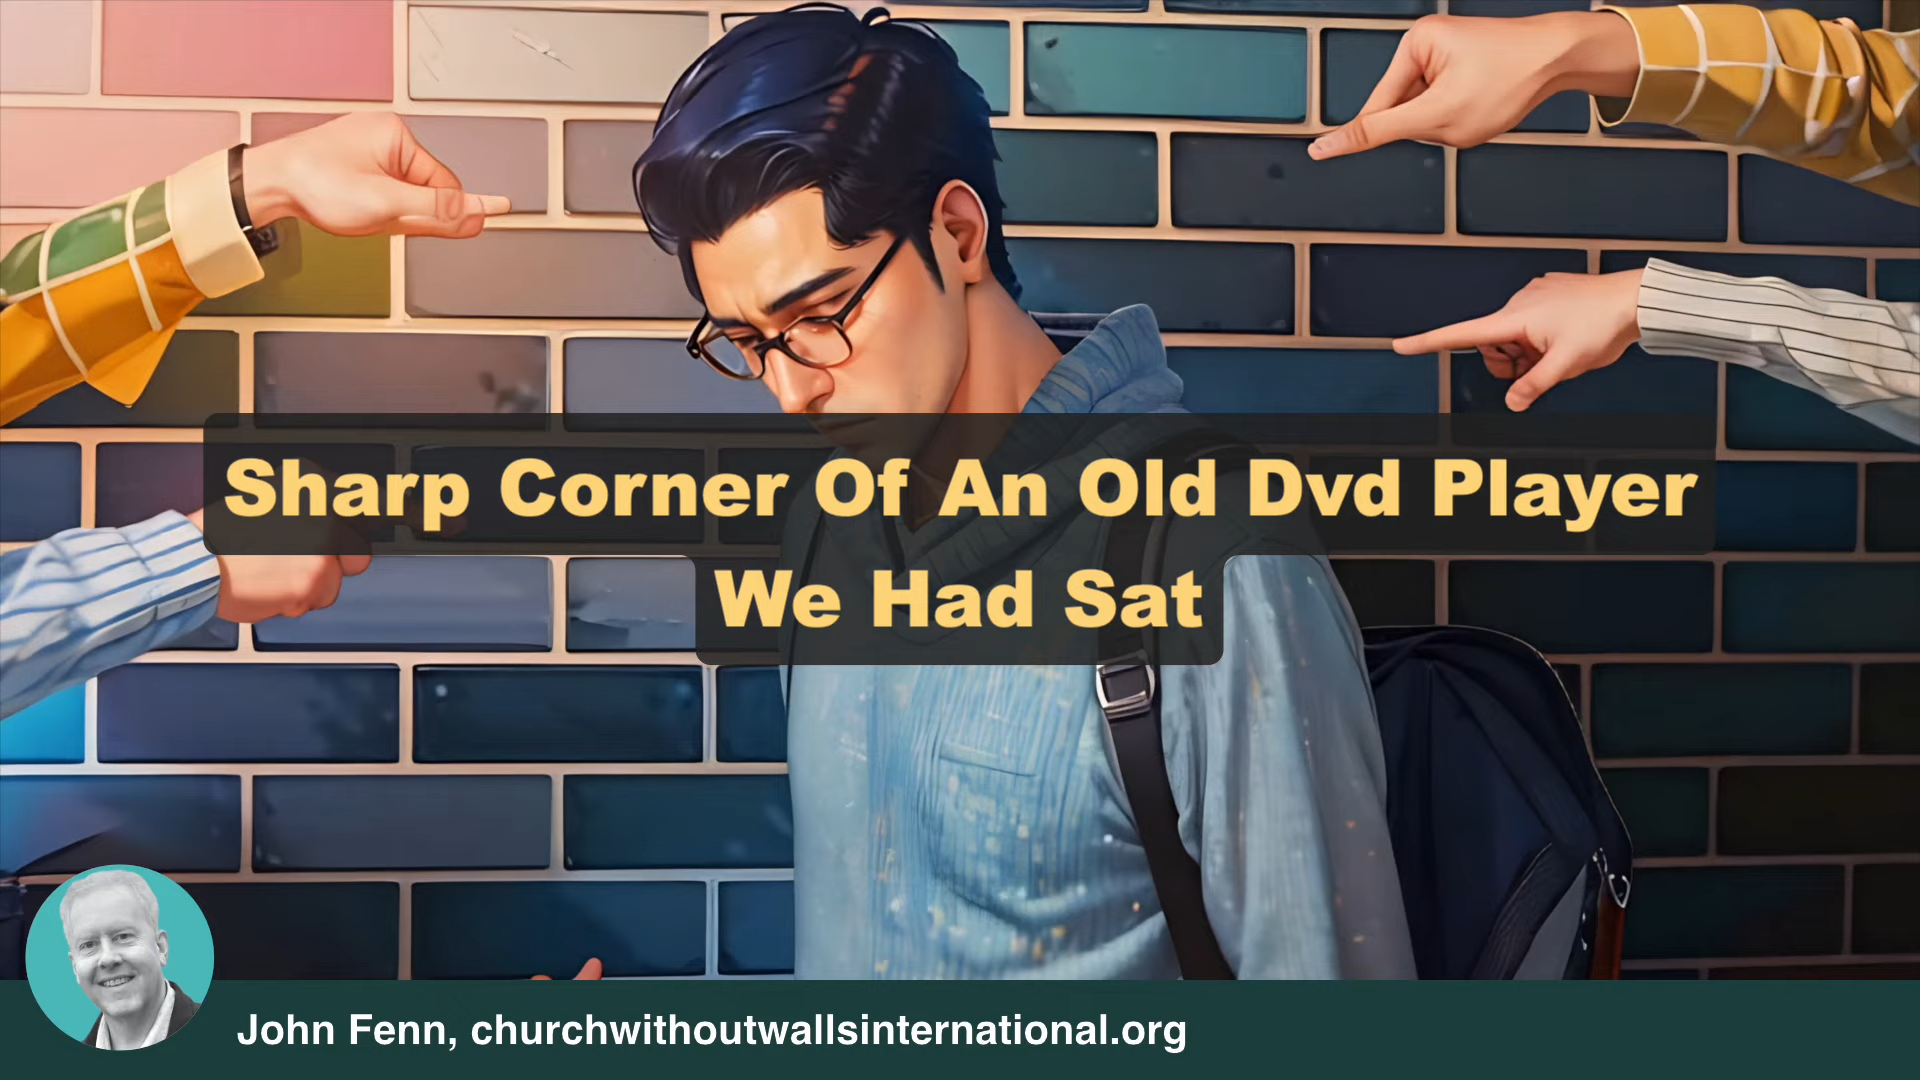 Sharp Corner Of An Old Dvd Player
We Had Sat
John Fenn, churchwithoutwallsinternational.org